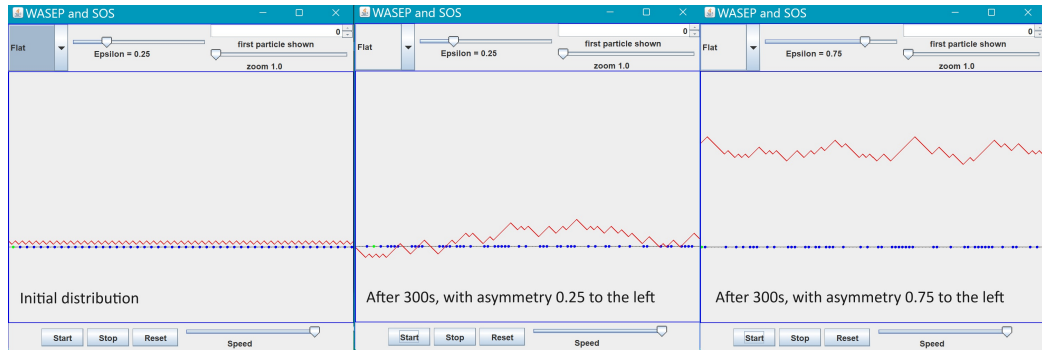 WASEP and SOS
Flat
Epsilon = 0.25
0
first particle shown
zoom 1.0
Initial distribution
Start Stop Reset
Speed
WASEP and SOS
Flat
Epsilon = 0.25
0
first particle shown
zoom 1.0
After 300s, with asymmetry 0.25 to the left
Start Stop Reset
Speed
WASEP and SOS
Flat
Epsilon = 0.75
0
first particle shown
zoom 1.0
After 300s, with asymmetry 0.75 to the left
Start Stop Reset
Speed